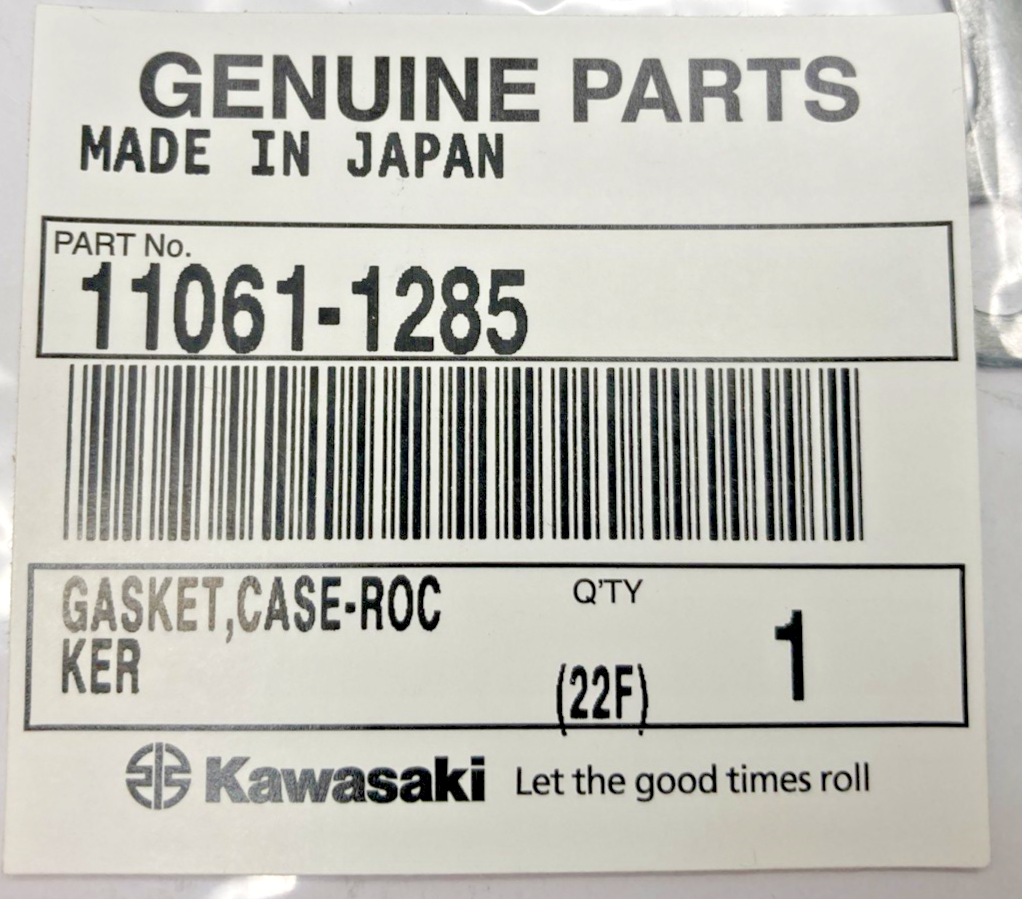 GENUINE PARTS
MADE IN JAPAN
PART No.
11061-1285
GASKET,CASE-ROC
KER
Q'TY
(22F)
1
Kawasaki Let the good times roll